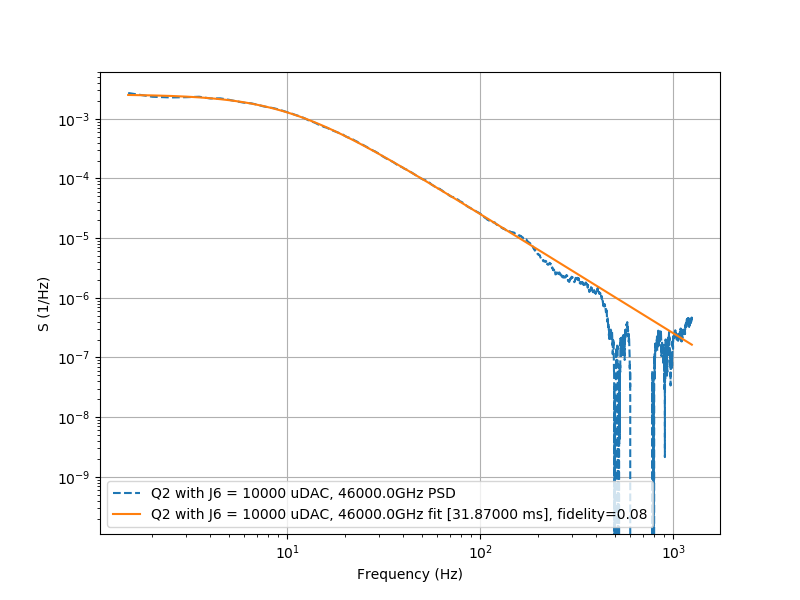 S (1/Hz)
10⁻³
10⁻⁴
10⁻⁵
10⁻⁶
10⁻⁷
10⁻⁸
10⁻⁹
Q2 with J6 = 10000 uDAC, 46000.0GHz PSD
Q2 with J6 = 10000 uDAC, 46000.0GHz fit [31.87000 ms], fidelity=0.08
10¹ 10² 10³
Frequency (Hz)